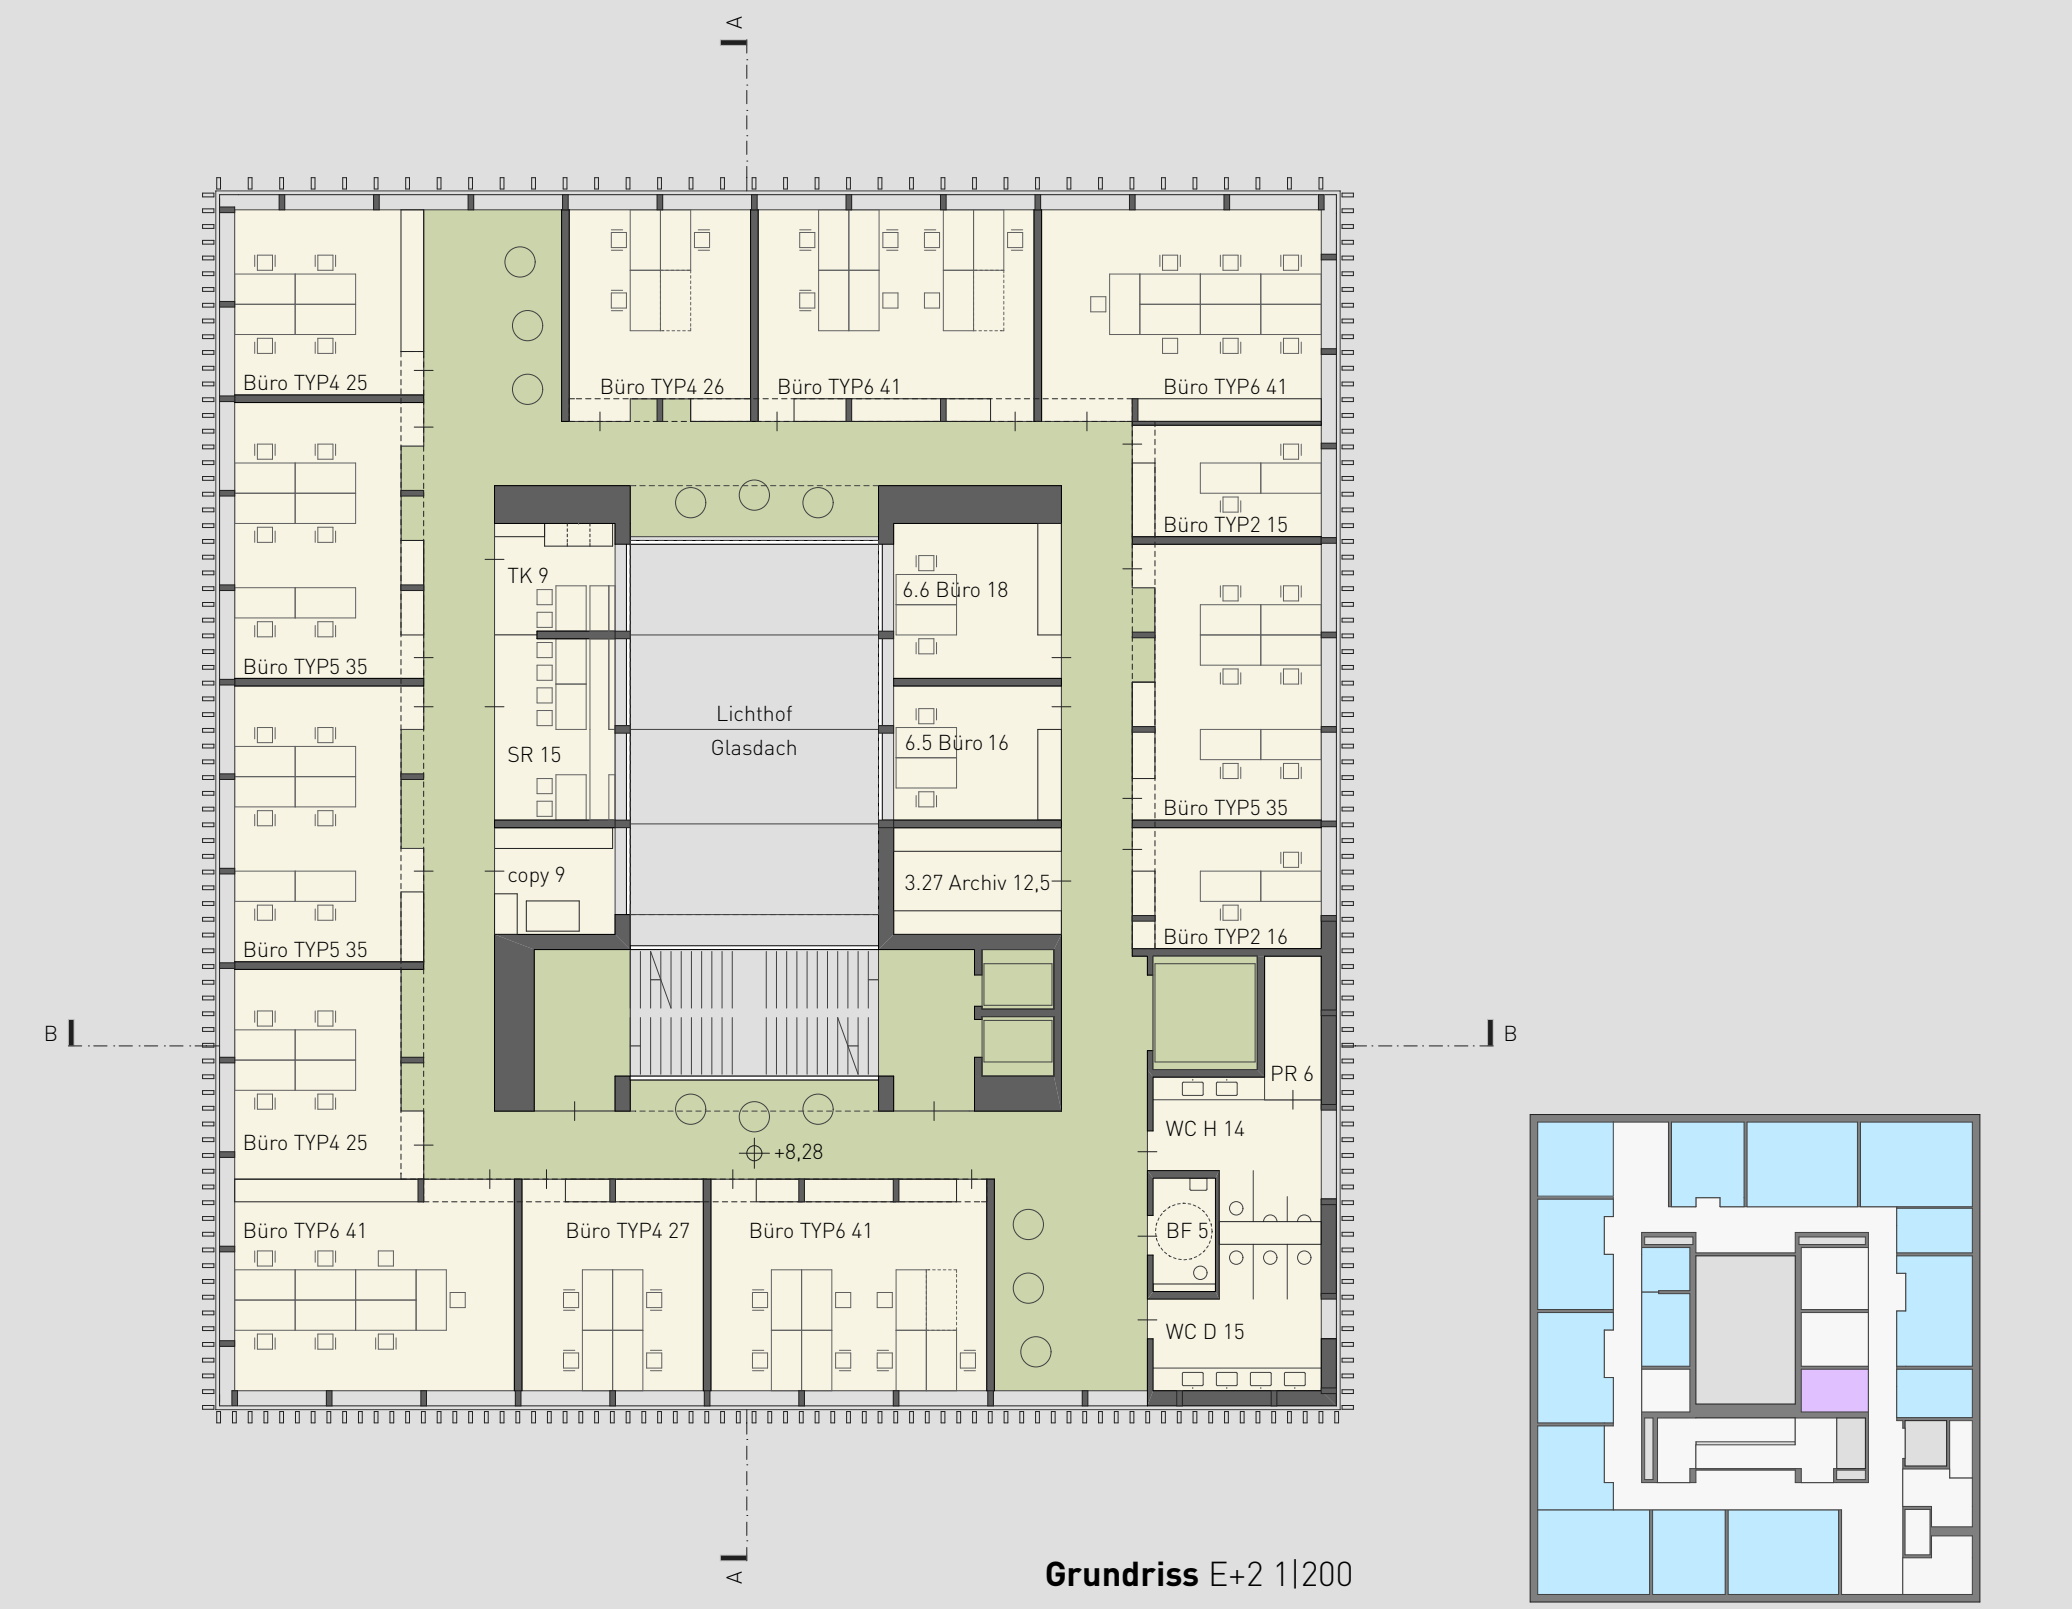 A
Büro TYP4 25
Büro TYP4 26
Büro TYP6 41
Büro TYP6 41
Büro TYP2 15
TK 9
6.6 Büro 18
Büro TYP5 35
Lichthof
Glasdach
SR 15
6.5 Büro 16
Büro TYP5 35
copy 9
3.27 Archiv 12,5
Büro TYP5 35
Büro TYP2 16
B
B
PR 6
Büro TYP4 25
WC H 14
+8,28
Büro TYP6 41
Büro TYP4 27
Büro TYP6 41
BF 5
WC D 15
A
Grundriss E+2 1|200